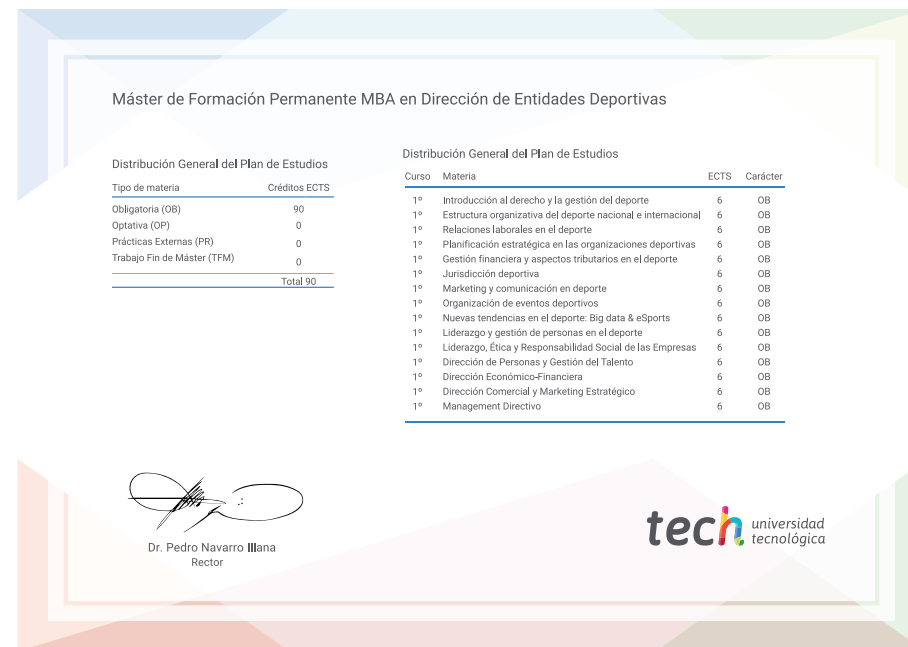 Máster de Formación Permanente MBA en Dirección de Entidades Deportivas
Distribución General del Plan de Estudios
Tipo de materia Créditos ECTS
Obligatoria (OB) 90
Optativa (OP) 0
Prácticas Externas (PR) 0
Trabajo Fin de Máster (TFM) 0
Total 90
Distribución General del Plan de Estudios
Curso Materia ECTS Carácter
1º Introducción al derecho y la gestión del deporte 6 OB
1º Estructura organizativa del deporte nacional e internacional 6 OB
1º Relaciones laborales en el deporte 6 OB
1º Planificación estratégica en las organizaciones deportivas 6 OB
1º Gestión financiera y aspectos tributarios en el deporte 6 OB
1º Jurisdicción deportiva 6 OB
1º Marketing y comunicación en deporte 6 OB
1º Organización de eventos deportivos 6 OB
1º Nuevas tendencias en el deporte: Big data & eSports 6 OB
1º Liderazgo y gestión de personas en el deporte 6 OB
1º Liderazgo, Ética y Responsabilidad Social de las Empresas 6 OB
1º Dirección de Personas y Gestión del Talento 6 OB
1º Dirección Económico-Financiera 6 OB
1º Dirección Comercial y Marketing Estratégico 6 OB
1º Management Directivo 6 OB
Dr. Pedro Navarro Illana
Rector
tech universidad
tecnológica